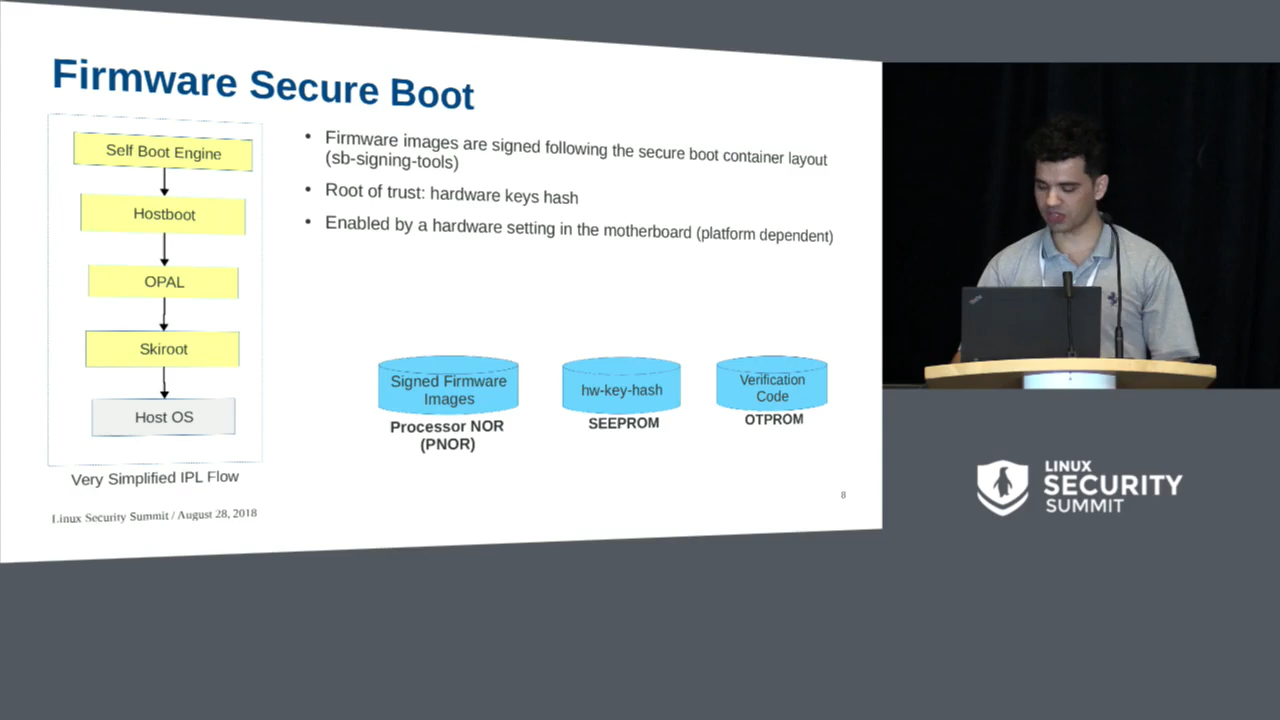 Firmware Secure Boot
Self Boot Engine
Hostboot
OPAL
Skiroot
Host OS
Very Simplified IPL Flow
• Firmware images are signed following the secure boot container layout
(sb-signing-tools)
• Root of trust: hardware keys hash
• Enabled by a hardware setting in the motherboard (platform dependent)
Signed Firmware
Images
Processor NOR
(PNOR)
hw-key-hash
SEEPROM
Verification
Code
OTPROM
8
Linux Security Summit / August 28, 2018
LINUX
SECURITY
SUMMIT